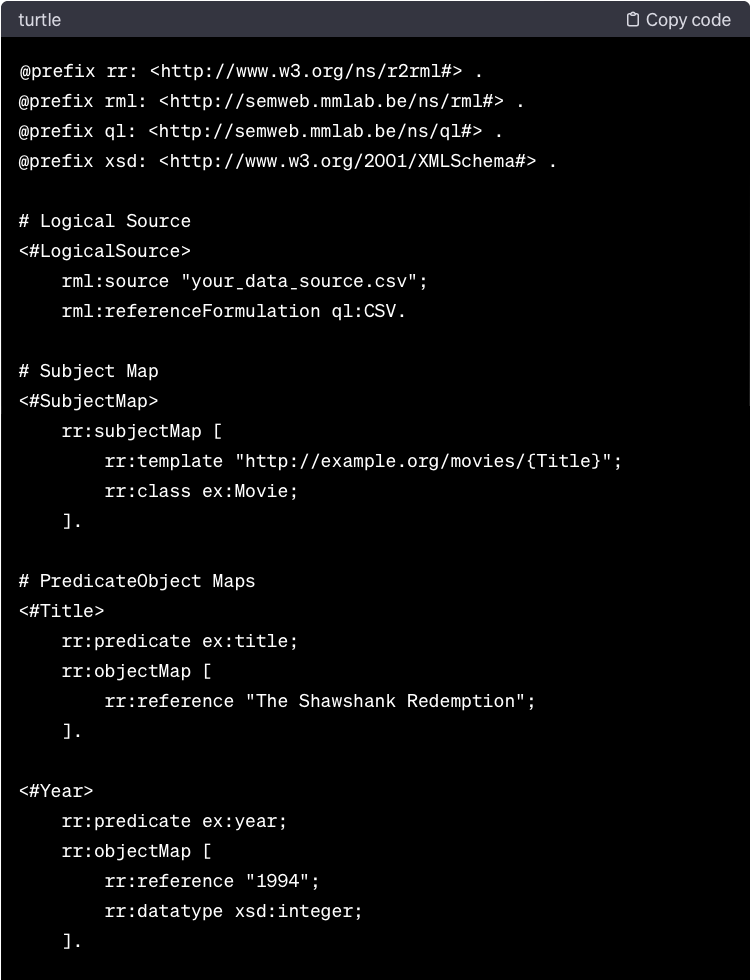 turtle
Copy code
@prefix rr: <http://www.w3.org/ns/r2rml#> .
@prefix rml: <http://semweb.mmlab.be/ns/rml#> .
@prefix ql: <http://semweb.mmlab.be/ns/ql#> .
@prefix xsd: <http://www.w3.org/2001/XMLSchema#> .

# Logical Source
<#LogicalSource>
    rml:source "your_data_source.csv";
    rml:referenceFormulation ql:CSV.

# Subject Map
<#SubjectMap>
    rr:subjectMap [
        rr:template "http://example.org/movies/{Title}";
        rr:class ex:Movie;
    ].

# PredicateObject Maps
<#Title>
    rr:predicate ex:title;
    rr:objectMap [
        rr:reference "The Shawshank Redemption";
    ].

<#Year>
    rr:predicate ex:year;
    rr:objectMap [
        rr:reference "1994";
        rr:datatype xsd:integer;
    ].